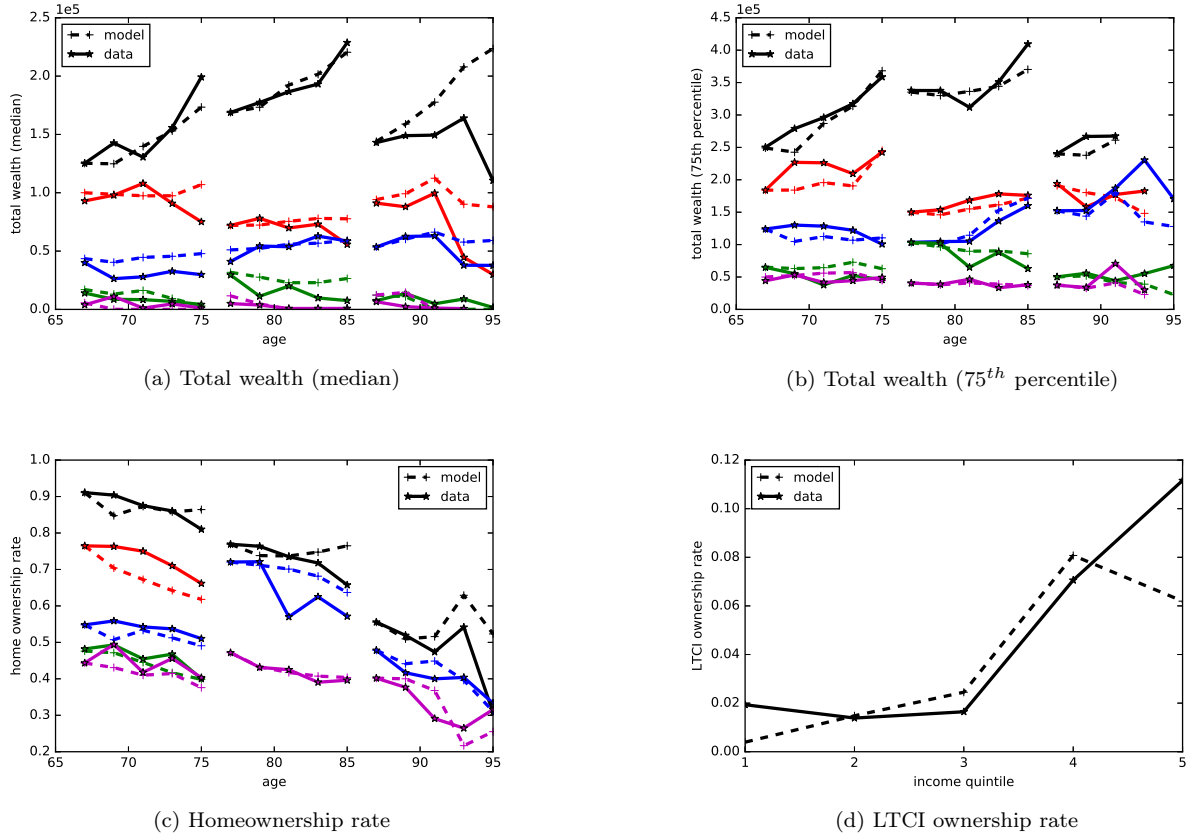 1e5
2.5
2.0
1.5
1.0
0.5
0.0
total wealth (median)
model
data
65 70 75 80 85 90 95
age
(a) Total wealth (median)
1e5
4.5
4.0
3.5
3.0
2.5
2.0
1.5
1.0
0.5
0.0
total wealth (75th percentile)
model
data
65 70 75 80 85 90 95
age
(b) Total wealth (75th percentile)
1.0
0.9
0.8
0.7
0.6
0.5
0.4
0.3
0.2
home ownership rate
model
data
65 70 75 80 85 90 95
age
(c) Homeownership rate
0.12
0.10
0.08
0.06
0.04
0.02
0.00
LTCI ownership rate
model
data
1 2 3 4 5
income quintile
(d) LTCI ownership rate